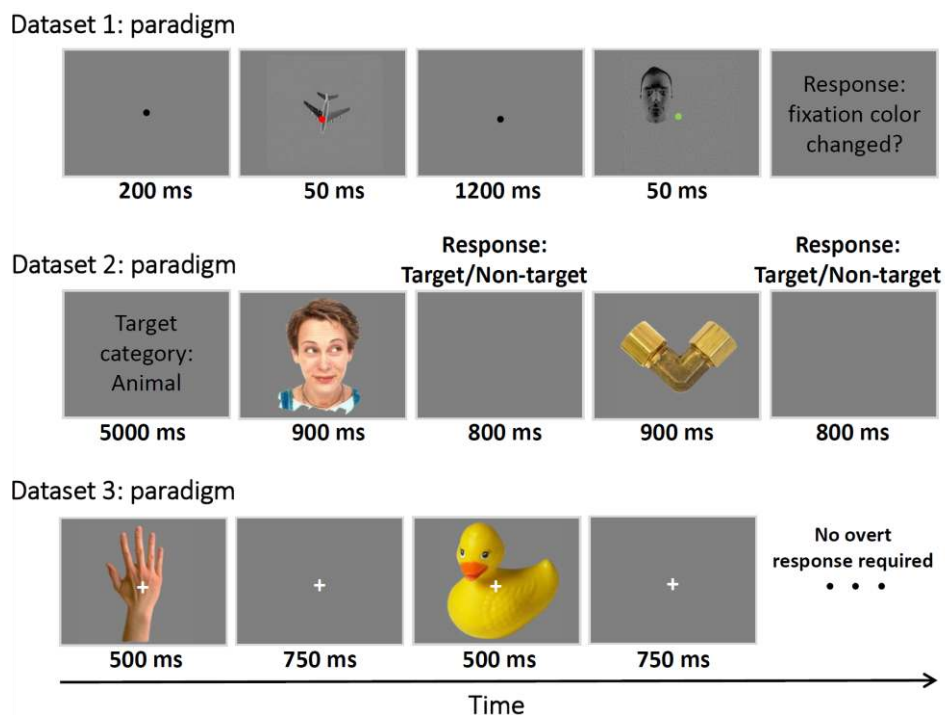 Dataset 1: paradigm
Response:
fixation color
changed?
200 ms
50 ms
1200 ms
50 ms
Dataset 2: paradigm
Response:
Target/Non-target
Response:
Target/Non-target
Target
category:
Animal
5000 ms
900 ms
800 ms
900 ms
800 ms
Dataset 3: paradigm
No overt
response required
• • •
500 ms
750 ms
500 ms
750 ms
Time